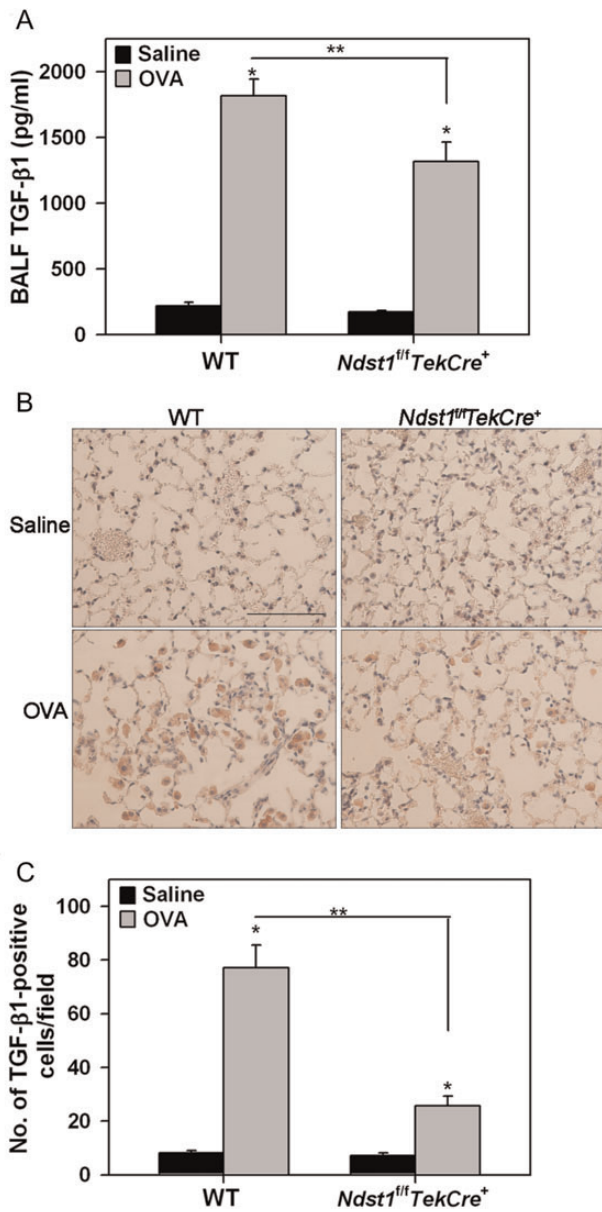 A
Saline
OVA
**
*
*
BALF TGF-β1 (pg/ml)
2000
1500
1000
500
0
WT
Ndst1f/fTekCre+
B
WT
Ndst1f/fTekCre+
Saline
OVA
C
Saline
OVA
**
*
*
No. of TGF-β1-positive
cells/field
100
80
60
40
20
0
WT
Ndst1f/fTekCre+